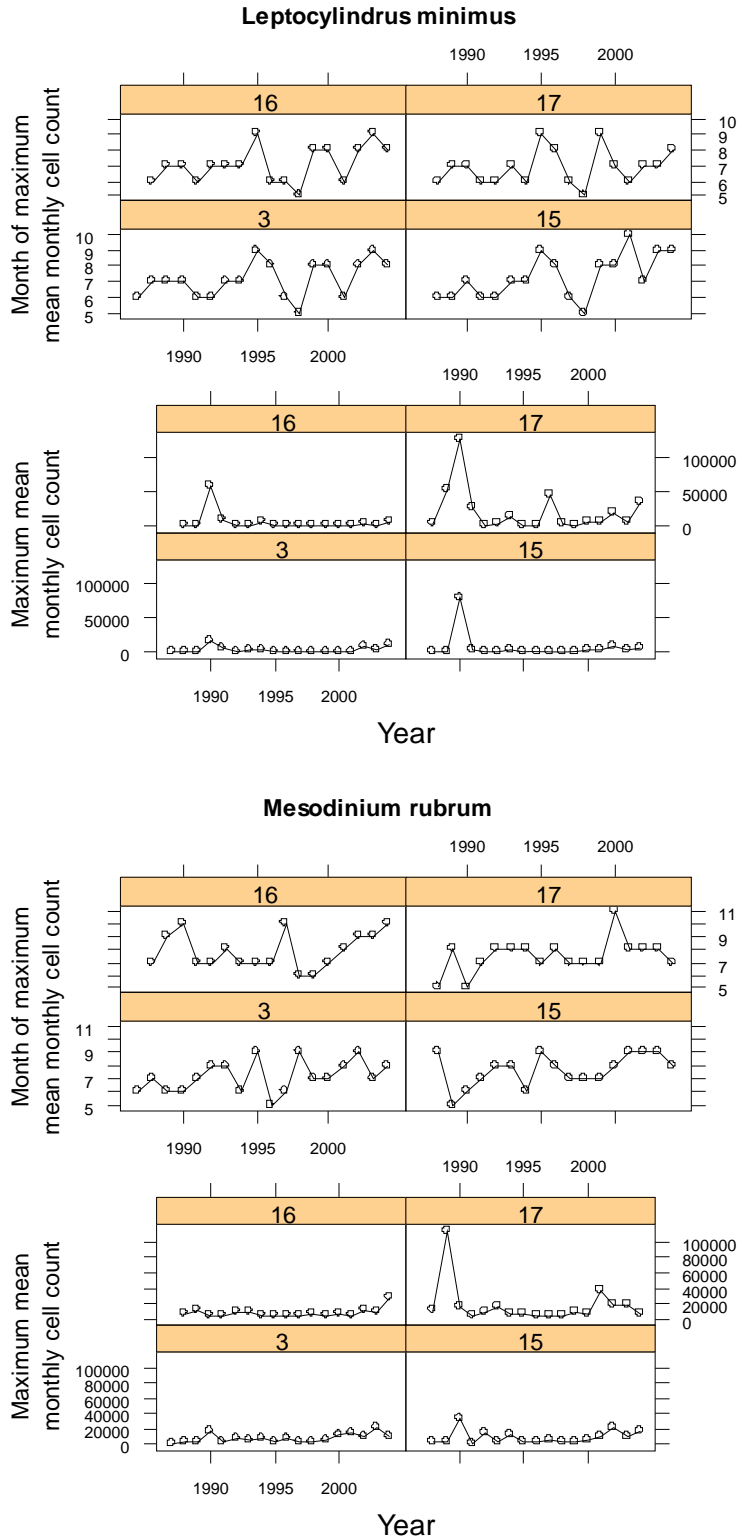 Leptocylindrus minimus
1990 1995 2000
16 17
10
9
8
7
6
5
3 15
10
9
8
7
6
5
Month of maximum
mean monthly cell count
1990 1995 2000
1990 1995 2000
16 17
100000
50000
0
3 15
100000
50000
0
Maximum mean
monthly cell count
1990 1995 2000
Year
Mesodinium rubrum
1990 1995 2000
16 17
11
9
7
5
3 15
11
9
7
5
Month of maximum
mean monthly cell count
1990 1995 2000
1990 1995 2000
16 17
100000
80000
60000
40000
20000
0
3 15
100000
80000
60000
40000
20000
0
Maximum mean
monthly cell count
1990 1995 2000
Year